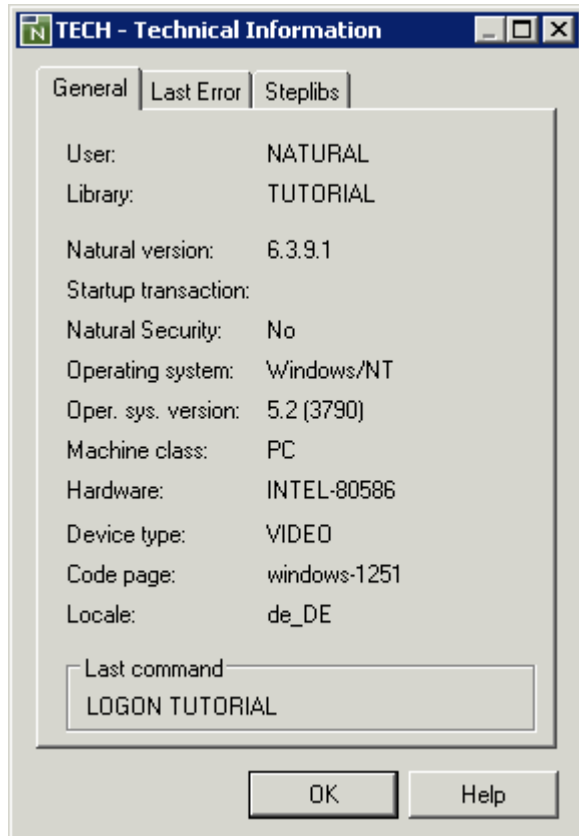 N TECH - Technical Information
General Last Error Steplibs
User: NATURAL
Library: TUTORIAL
Natural version: 6.3.9.1
Startup transaction:
Natural Security: No
Operating system: Windows/NT
Oper. sys. version: 5.2 (3790)
Machine class: PC
Hardware: INTEL-80586
Device type: VIDEO
Code page: windows-1251
Locale: de_DE
Last command
LOGON TUTORIAL
OK Help